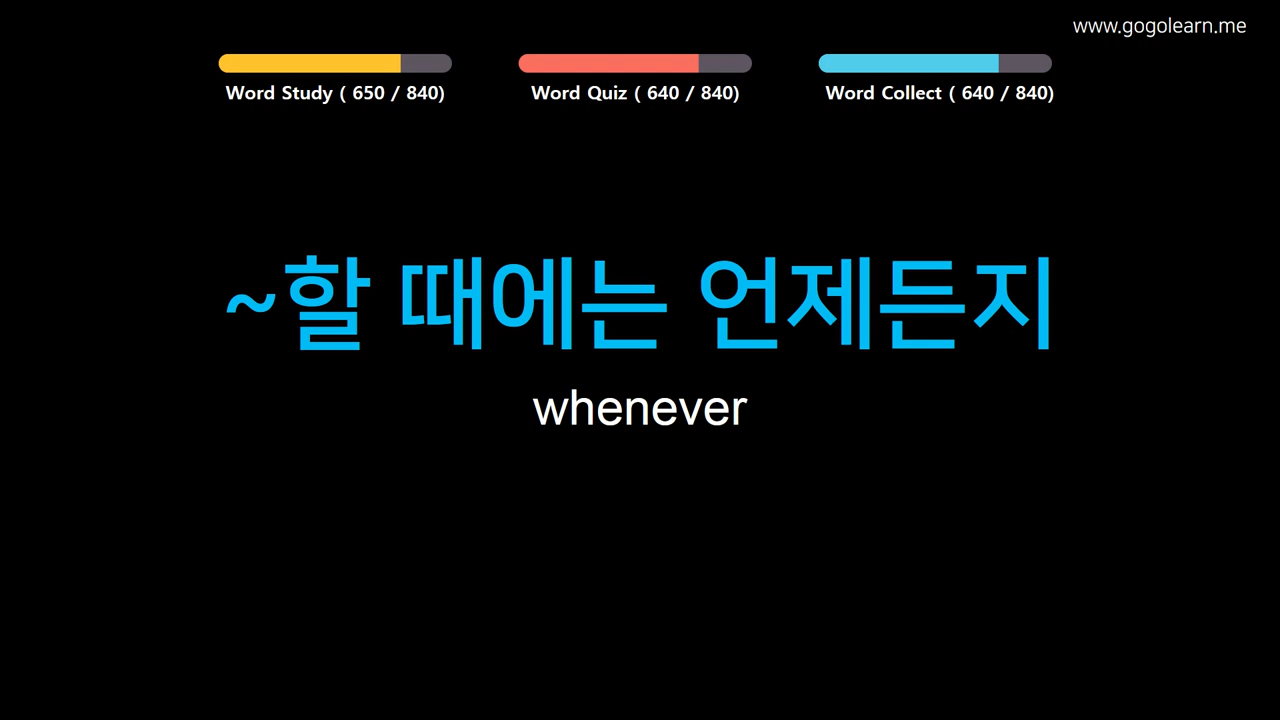 www.gogolearn.me
Word Study ( 650 / 840)
Word Quiz ( 640 / 840)
Word Collect ( 640 / 840)
~할 때에는 언제든지
whenever